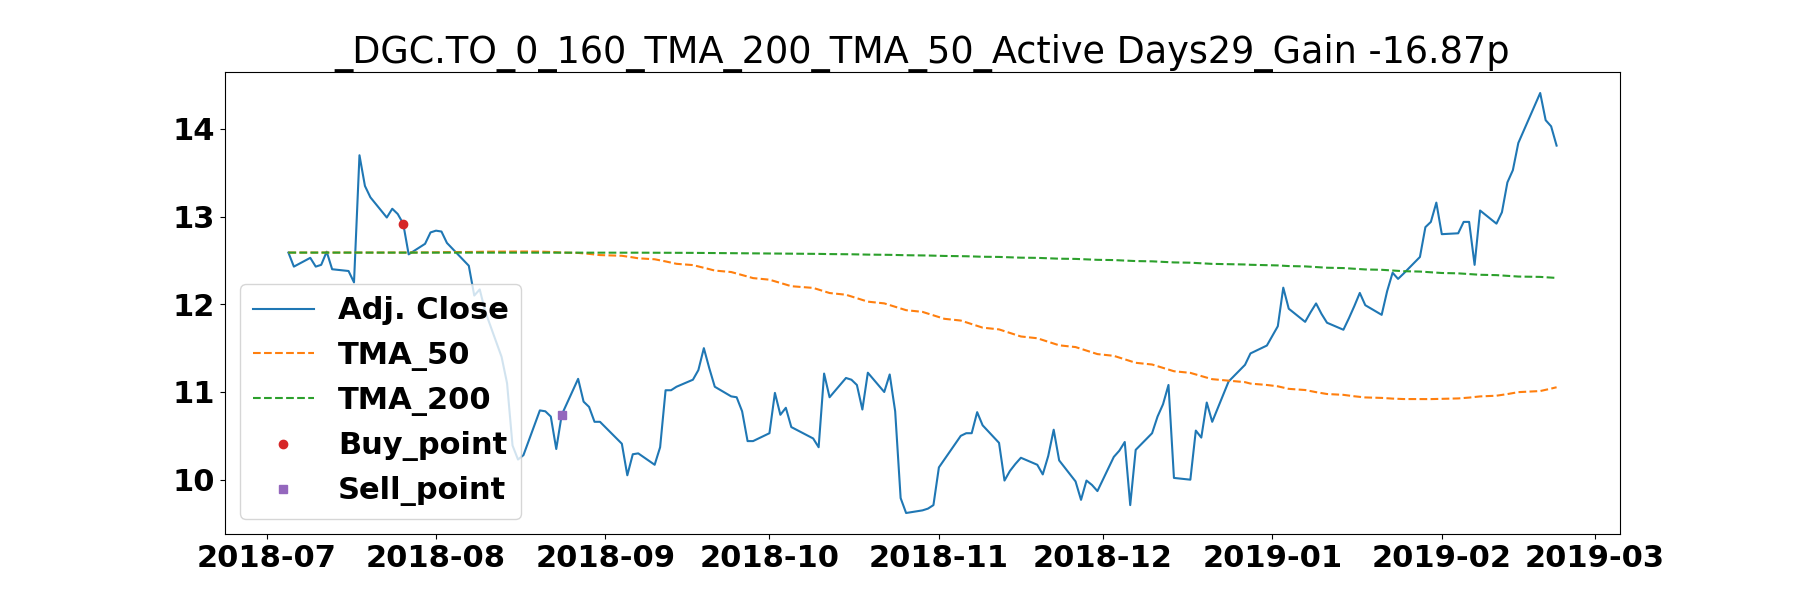 _DGC.TO_0_160_TMA_200_TMA_50_Active Days29_Gain -16.87p
14
13
12
11
10
Adj. Close
TMA_50
TMA_200
Buy_point
Sell_point
2018-07 2018-08 2018-09 2018-10 2018-11 2018-12 2019-01 2019-02 2019-03